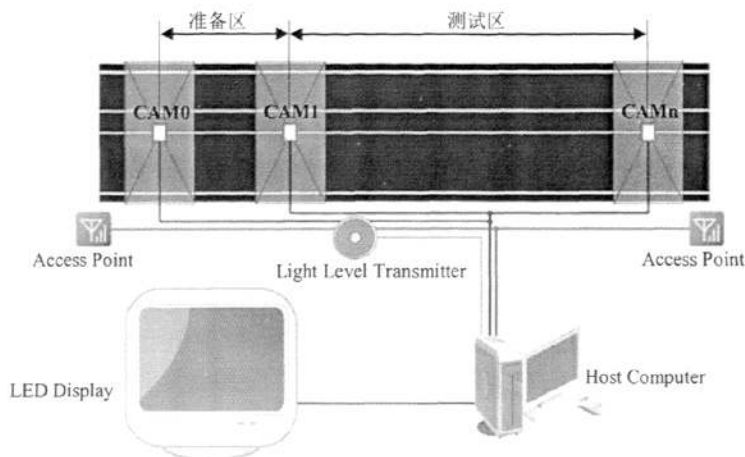 准备区
测试区
CAM0
CAM1
CAMn
Access Point
Light Level Transmitter
Access Point
LED Display
Host Computer